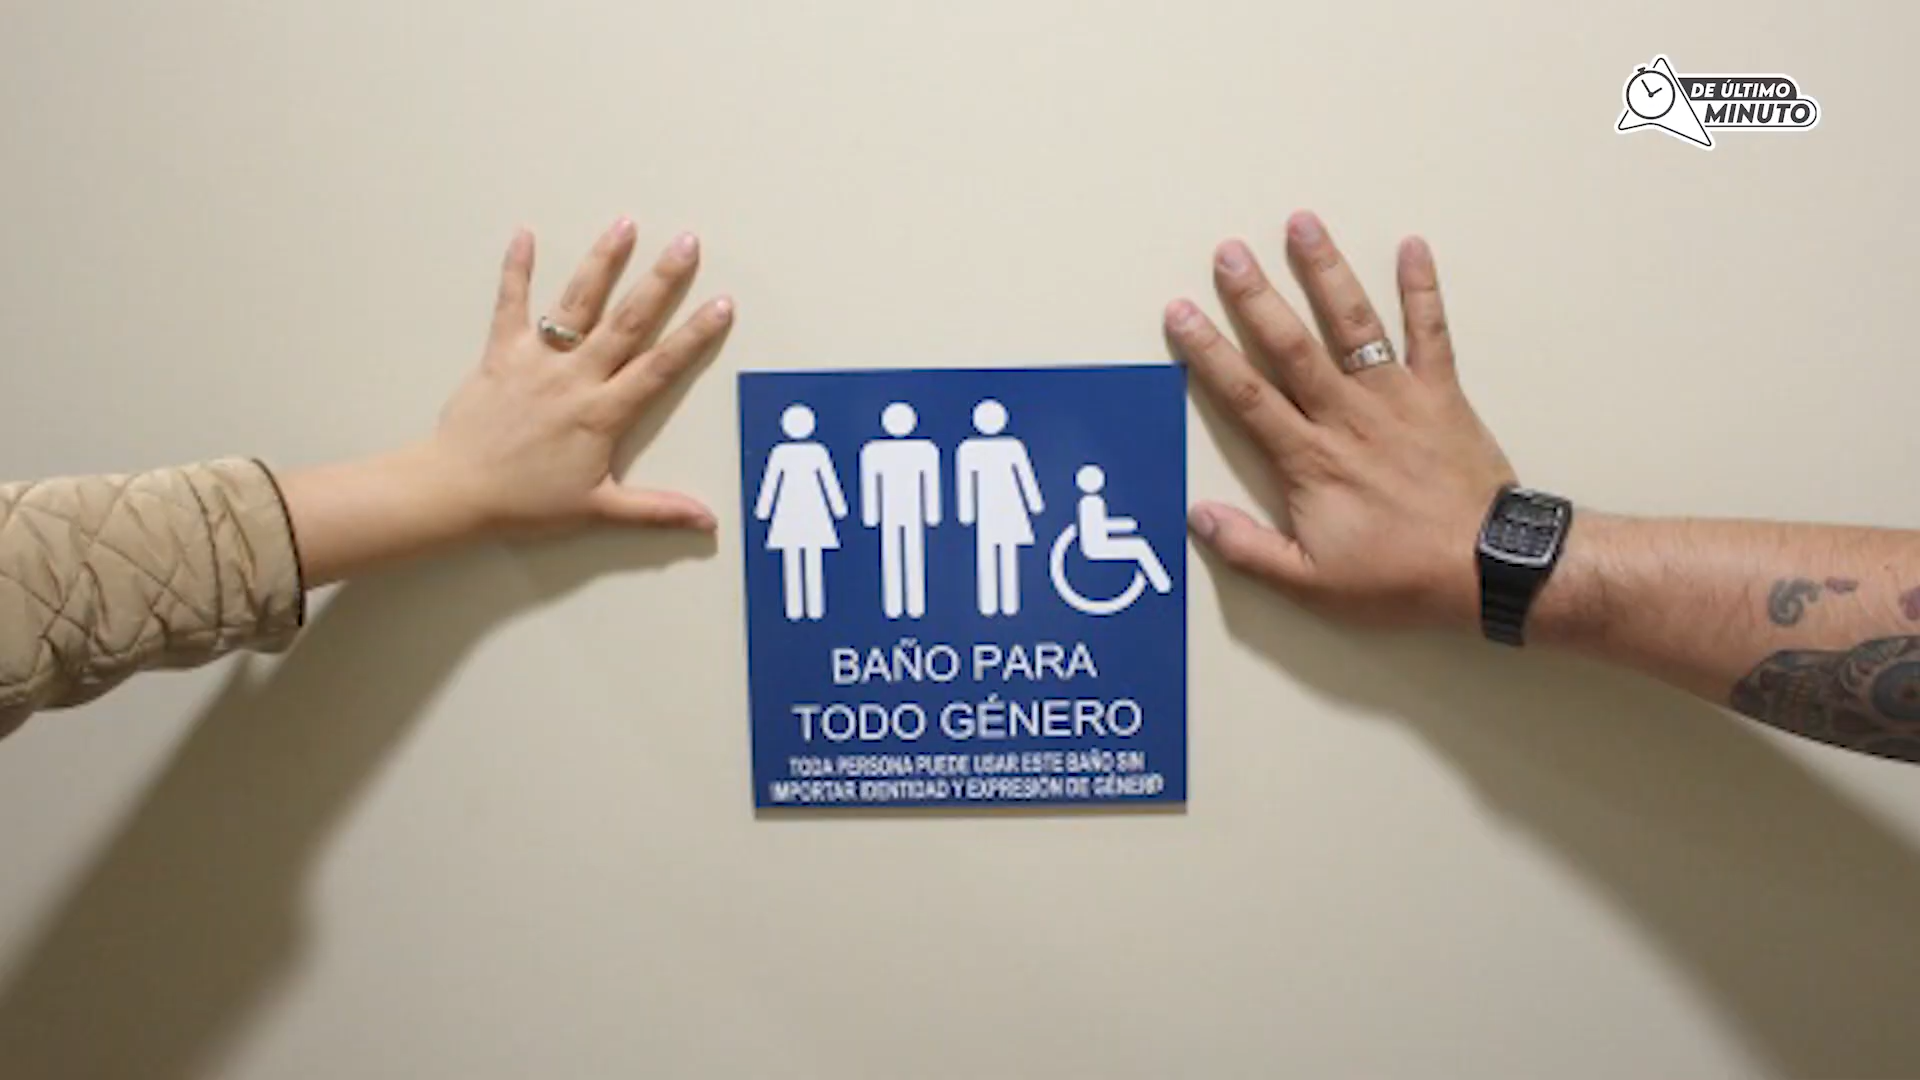 DE ÚLTIMO
MINUTO
BAÑO PARA
TODO GÉNERO
TODA PERSONA PUEDE USAR ESTE BAÑO SIN
IMPORTAR IDENTIDAD Y EXPRESIÓN DE GÉNERO